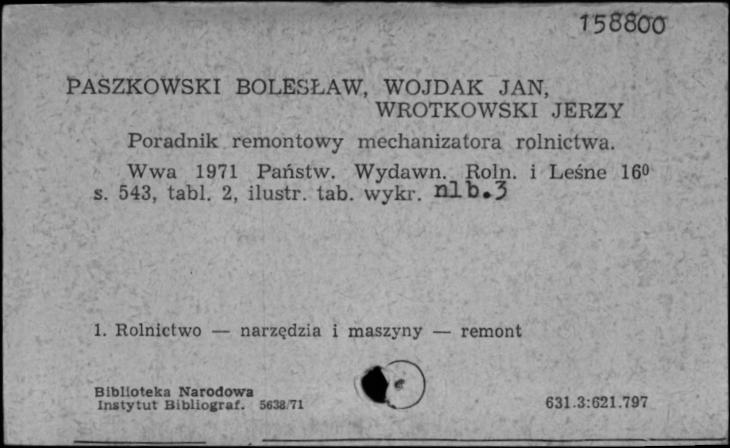 158800
PASZKOWSKI BOLESŁAW, WOJDAK JAN,
WROTKOWSKI JERZY
Poradnik remontowy mechanizatora rolnictwa.
Wwa 1971 Państw. Wydawn. Roln. i Leśne 16⁰
s. 543, tabl. 2, ilustr. tab. wykr. nlb.3
1. Rolnictwo — narzędzia i maszyny — remont
Biblioteka Narodowa
Instytut Bibliograf. 5638/71
631.3:621.797